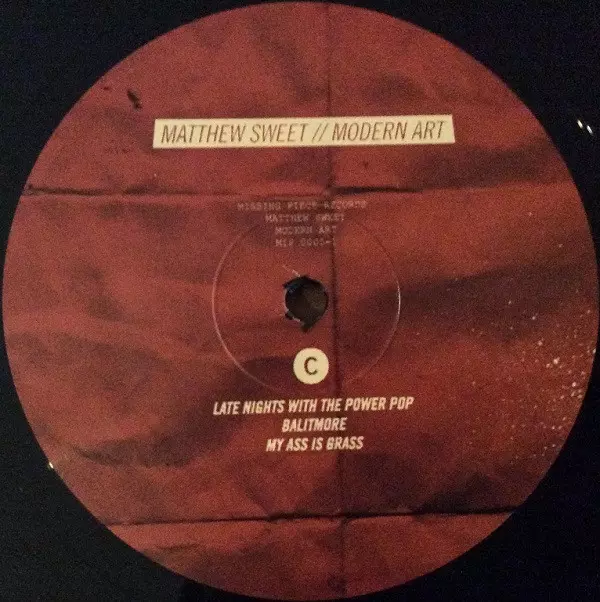 MATTHEW SWEET // MODERN ART
MISSING PIECE RECORDS
MATTHEW SWEET
MODERN ART
C
LATE NIGHTS WITH THE POWER POP
BALITMORE
MY ASS IS GRASS